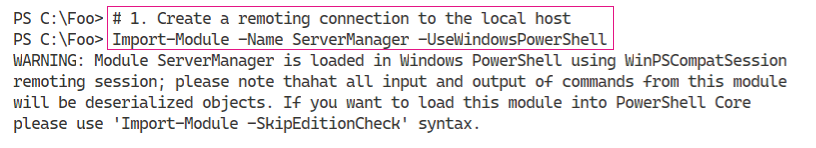 PS C:\Foo> # 1. Create a remoting connection to the local host
PS C:\Foo> Import-Module -Name ServerManager -UseWindowsPowerShell
WARNING: Module ServerManager is loaded in Windows PowerShell using WinPSCompatSession
remoting session; please note thahat all input and output of commands from this module
will be deserialized objects. If you want to load this module into PowerShell Core
please use 'Import-Module -SkipEditionCheck' syntax.